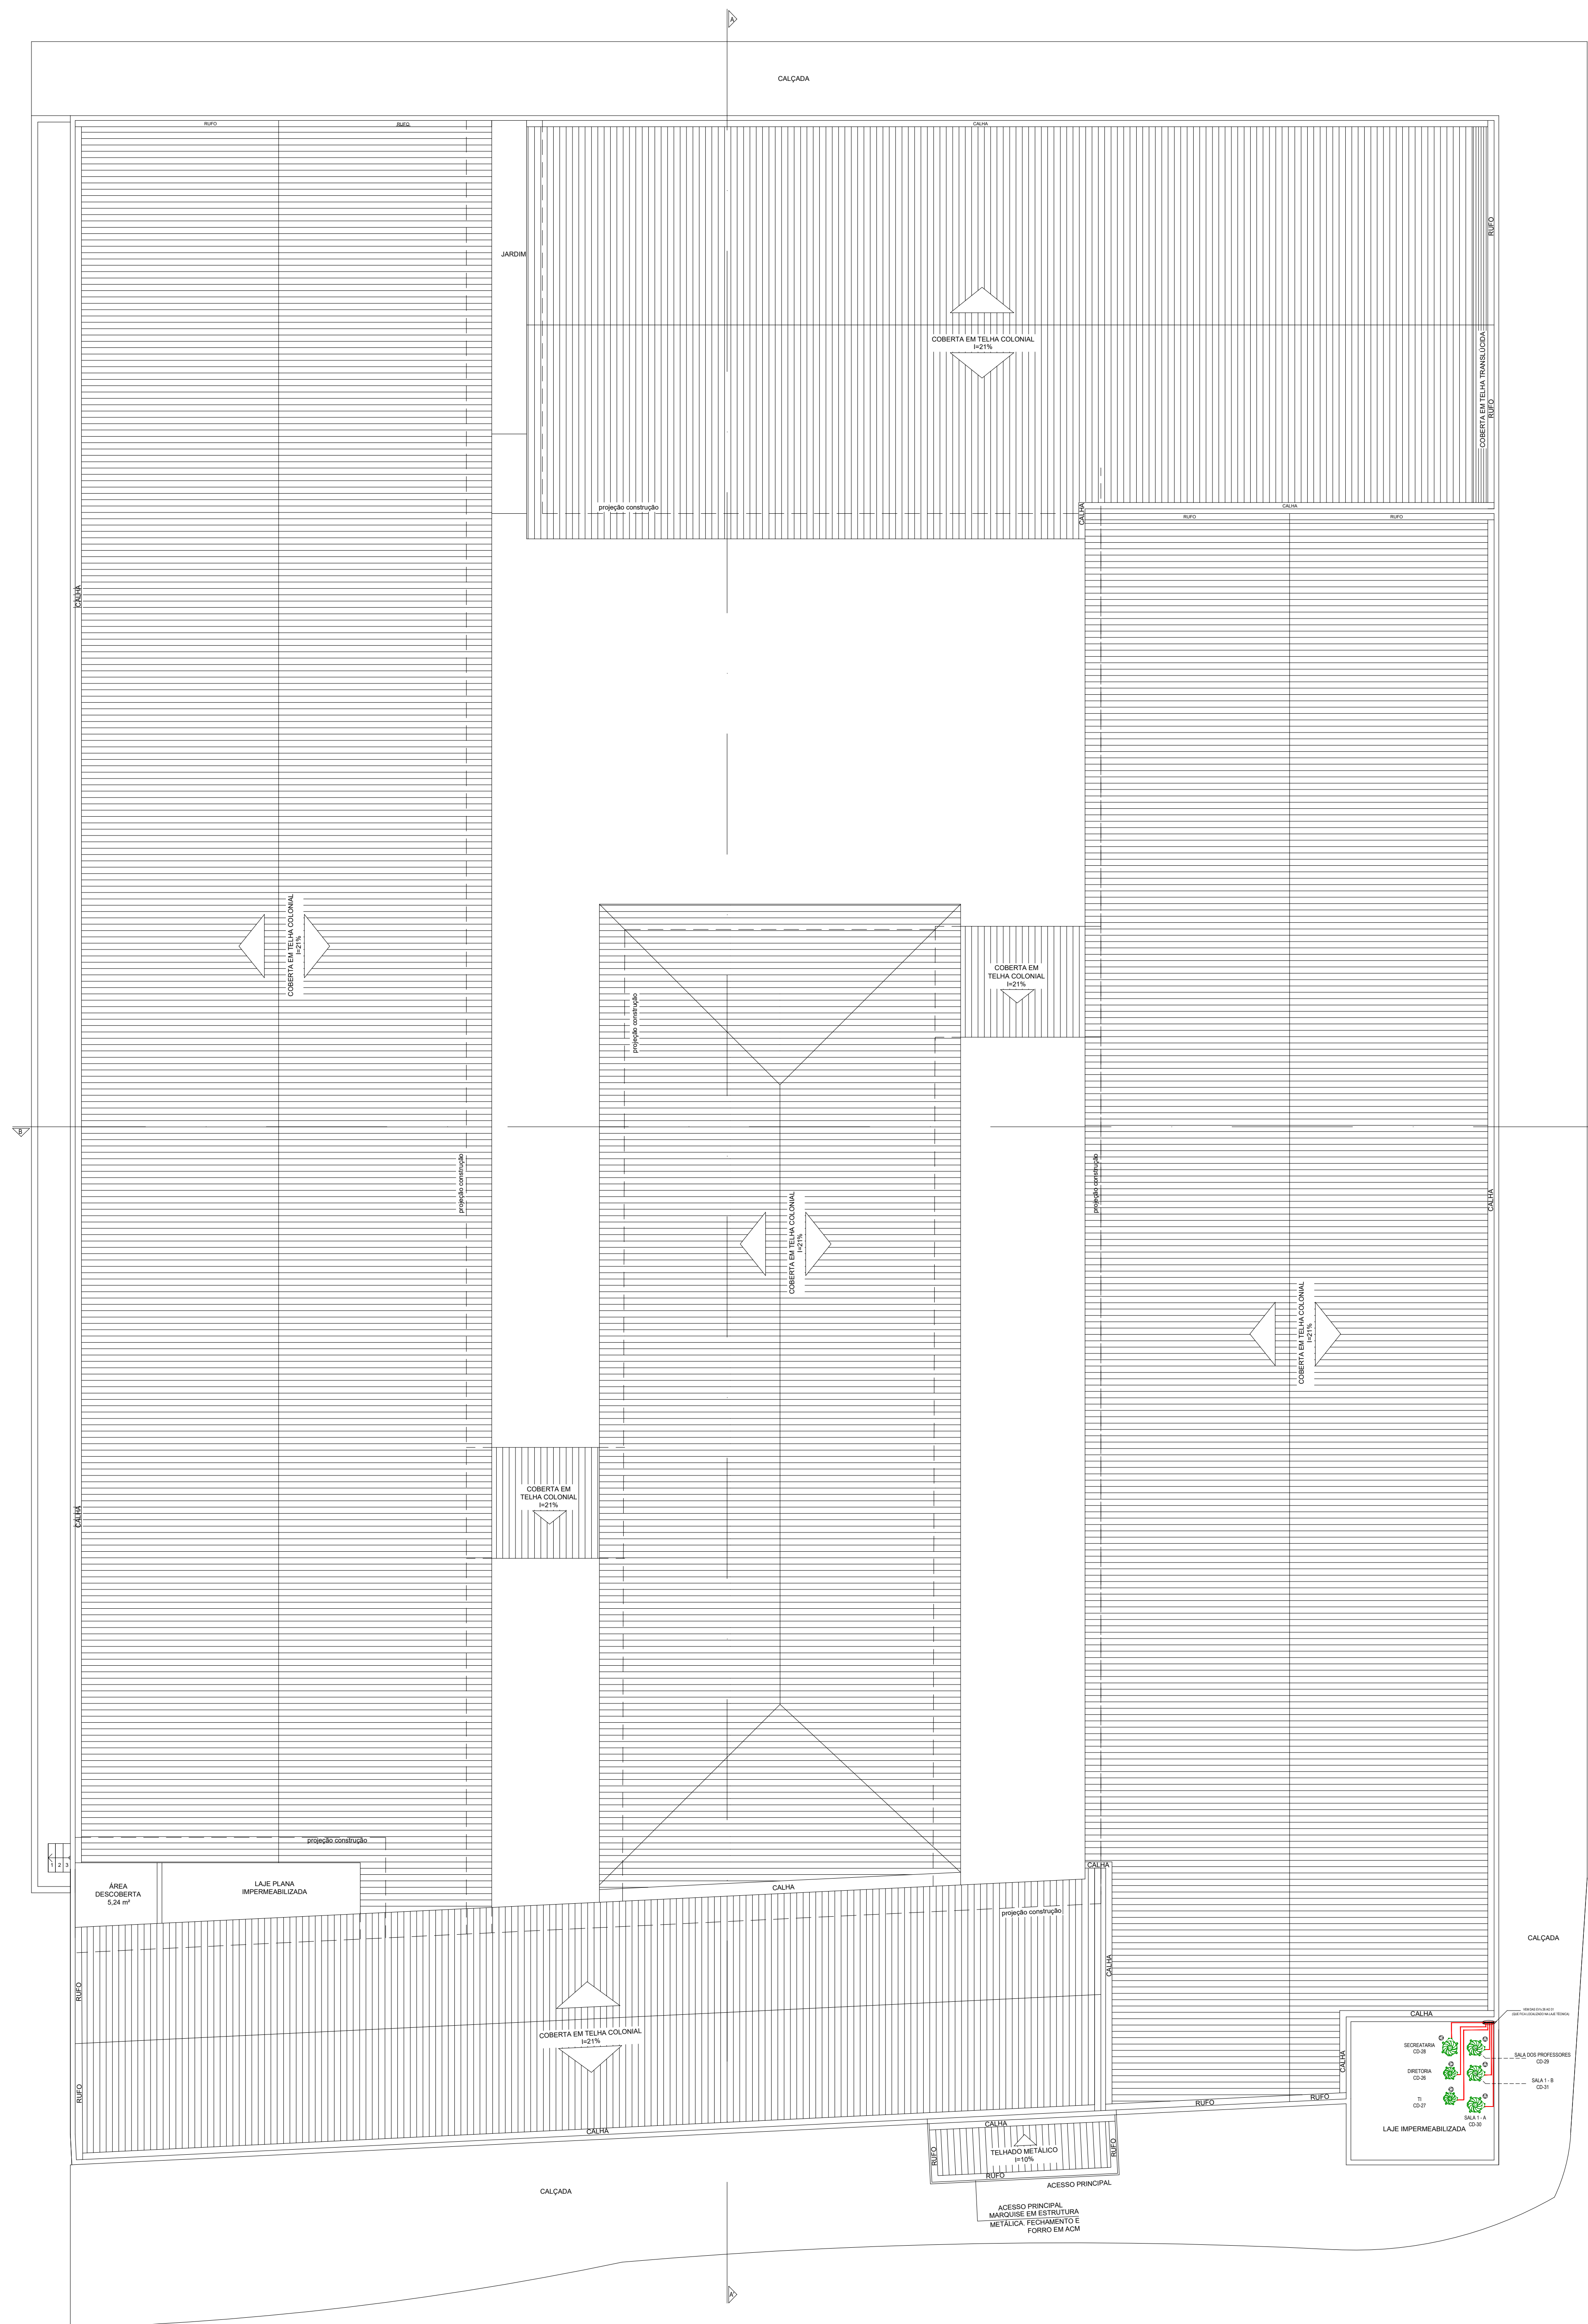 A
CALÇADA
RUFO
RUFO
CALHA
JARDIM
RUFO
COBERTA EM TELHA COLONIAL
I=21%
COBERTA EM TELHA TRANSLÚCIDA
RUFO
projeção construção
CALHA
CALHA
RUFO
RUFO
CALHA
COBERTA EM TELHA COLONIAL
I=21%
COBERTA EM
TELHA COLONIAL
I=21%
projeção construção
B
projeção construção
projeção construção
CALHA
COBERTA EM TELHA COLONIAL
I=21%
COBERTA EM TELHA COLONIAL
I=21%
COBERTA EM
TELHA COLONIAL
I=21%
CALHA
projeção construção
1 2 3
ÁREA
DESCOBERTA
5,24 m²
LAJE PLANA
IMPERMEABILIZADA
CALHA
CALHA
projeção construção
CALÇADA
CALHA
RUFO
COBERTA EM TELHA COLONIAL
I=21%
RUFO
CALHA
CALHA
SECREATARIA
CD-28
SALA DOS PROFESSORES
CD-29
DIRETORIA
CD-26
SALA 1 - B
CD-31
TI
CD-27
SALA 1 - A
CD-30
LAJE IMPERMEABILIZADA
CALHA
RUFO
RUFO
CALHA
CALHA
RUFO
TELHADO METÁLICO
I=10%
RUFO
RUFO
ACESSO PRINCIPAL
CALÇADA
ACESSO PRINCIPAL
MARQUISE EM ESTRUTURA
METÁLICA. FECHAMENTO E
FORRO EM ACM
A'